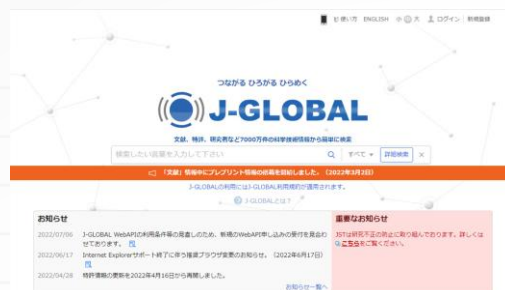 使い方 ENGLISH 小 中 大 ログイン 新規登録
つながる ひろがる ひらめく
J-GLOBAL
文献、特許、研究者など7000万件の科学技術情報から簡単に検索
検索したい言葉を入力して下さい すべて 詳細検索 ×
「文献」情報中にプレプリント情報の搭載を開始しました。（2022年3月2日）
J-GLOBALの利用にはJ-GLOBAL利用規約が適用されます。
J-GLOBALとは？
お知らせ
2022/07/06 J-GLOBAL WebAPIの利用条件等の見直しのため、新規のWebAPI申し込みの受付を見合わ
せております。
2022/06/17 Internet Explorerサポート終了に伴う推奨ブラウザ変更のお知らせ。（2022年6月17日）
2022/04/28 特許情報の更新を2022年4月16日から再開しました。
お知らせ一覧へ
重要なお知らせ
JSTは研究不正の防止に取り組んでおります。詳しくは
こちらをご覧ください。